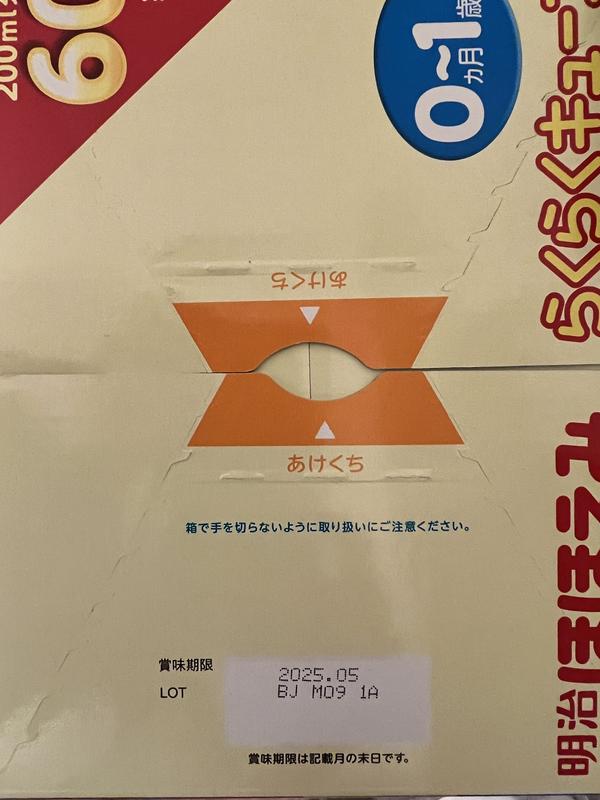 200ml
60
0~1歳
ヵ月
らくらくキュー
あけくち
あけくち
箱で手を切らないように取り扱いにご注意ください。
賞味期限 2025.05
LOT BJ M09 1A
賞味期限は記載月の末日です。
明治ほほえみ